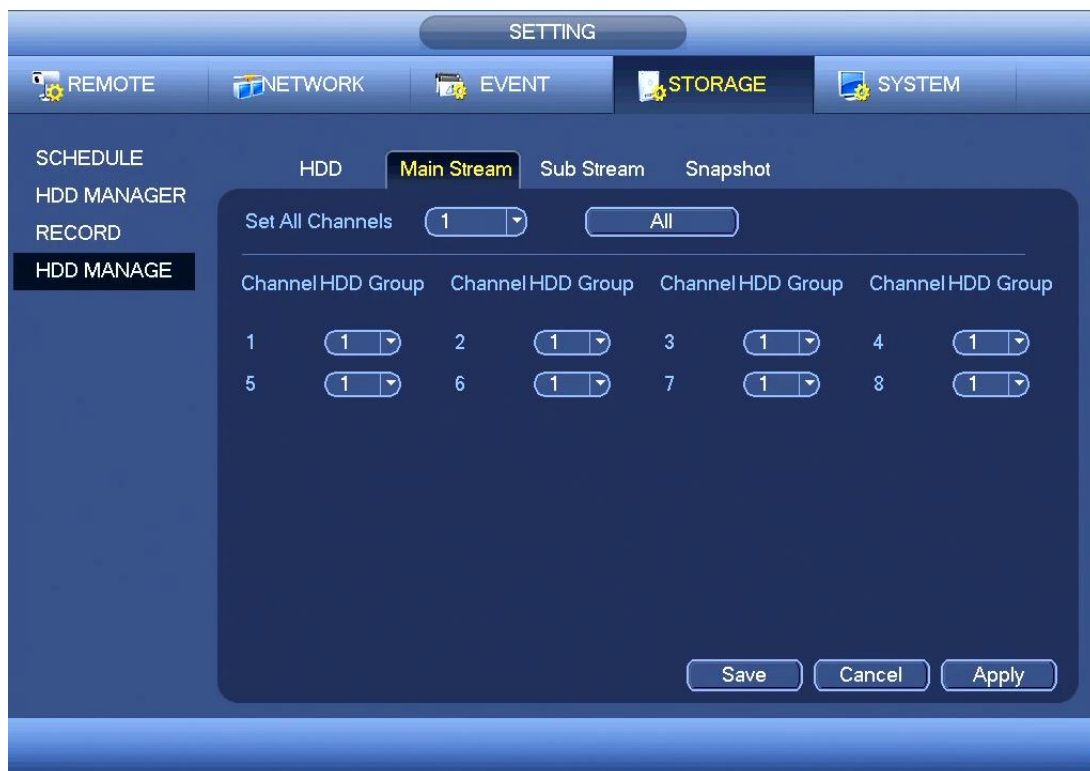 SETTING
REMOTE NETWORK EVENT STORAGE SYSTEM
SCHEDULE
HDD MANAGER
RECORD
HDD MANAGE
HDD Main Stream Sub Stream Snapshot
Set All Channels 1 All
Channel HDD Group Channel HDD Group Channel HDD Group Channel HDD Group
1 1 2 1 3 1 4 1
5 1 6 1 7 1 8 1
Save Cancel Apply